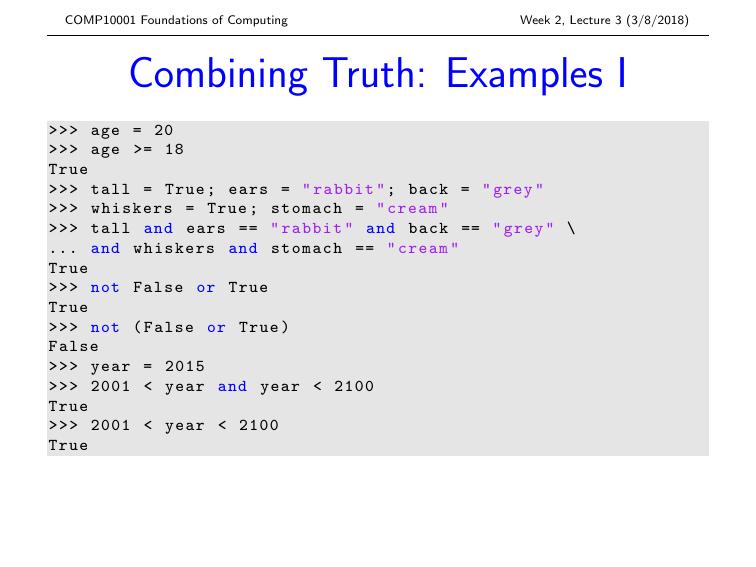 COMP10001 Foundations of Computing Week 2, Lecture 3 (3/8/2018)
Combining Truth: Examples I
>>> age = 20
>>> age >= 18
True
>>> tall = True; ears = "rabbit"; back = "grey"
>>> whiskers = True; stomach = "cream"
>>> tall and ears == "rabbit" and back == "grey" \
... and whiskers and stomach == "cream"
True
>>> not False or True
True
>>> not (False or True)
False
>>> year = 2015
>>> 2001 < year and year < 2100
True
>>> 2001 < year < 2100
True